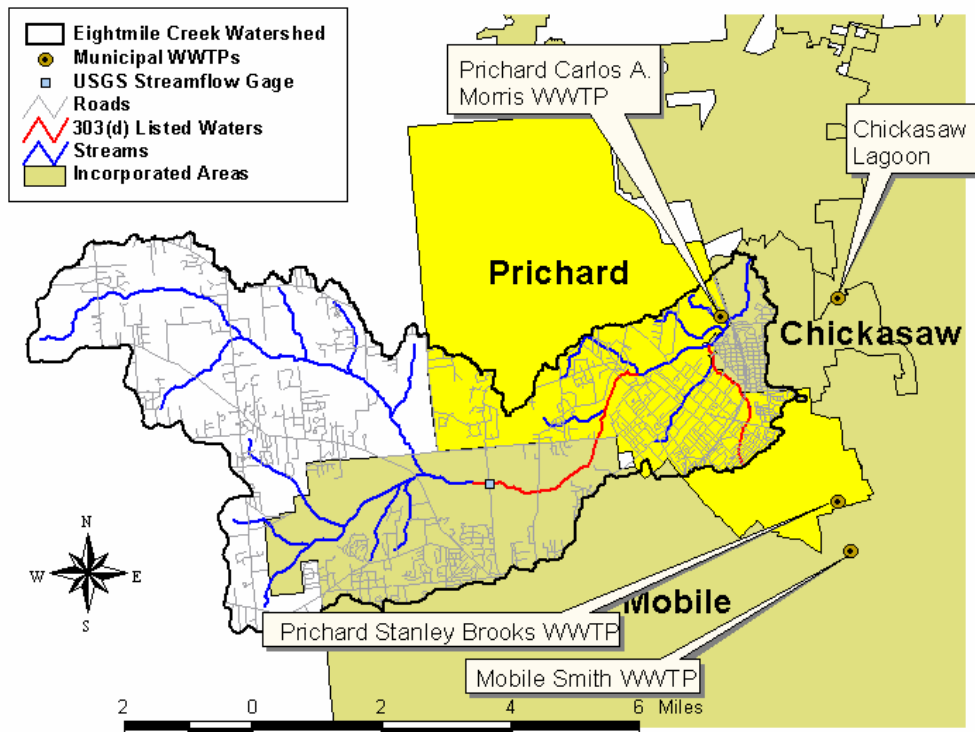 Eightmile Creek Watershed
Municipal WWTPs
USGS Streamflow Gage
Roads
303(d) Listed Waters
Streams
Incorporated Areas
Prichard Carlos A.
Morris WWTP
Chickasaw
Lagoon
Prichard
Chickasaw
N
W E
S
Mobile
Prichard Stanley Brooks WWTP
Mobile Smith WWTP
2 0 2 4 6 Miles